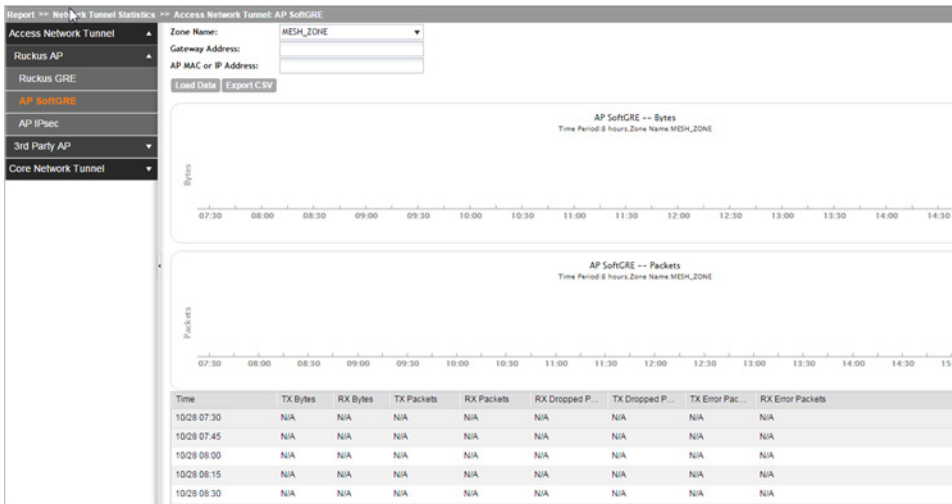 Report >> Network Tunnel Statistics >> Access Network Tunnel: AP SoftGRE
Access Network Tunnel
Ruckus AP
Ruckus GRE
AP SoftGRE
AP IPsec
3rd Party AP
Core Network Tunnel
Zone Name: MESH_ZONE
Gateway Address:
AP MAC or IP Address:
Load Data Export CSV
AP SoftGRE -- Bytes
Time Period:8 hours,Zone Name:MESH_ZONE
Bytes
07:30 08:00 08:30 09:00 09:30 10:00 10:30 11:00 11:30 12:00 12:30 13:00 13:30 14:00 14:30
AP SoftGRE -- Packets
Time Period:8 hours,Zone Name:MESH_ZONE
Packets
07:30 08:00 08:30 09:00 09:30 10:00 10:30 11:00 11:30 12:00 12:30 13:00 13:30 14:00 14:30 15
Time TX Bytes RX Bytes TX Packets RX Packets RX Dropped P... TX Dropped P... TX Error Pac... RX Error Packets
10/28 07:30 N/A N/A N/A N/A N/A N/A N/A N/A
10/28 07:45 N/A N/A N/A N/A N/A N/A N/A N/A
10/28 08:00 N/A N/A N/A N/A N/A N/A N/A N/A
10/28 08:15 N/A N/A N/A N/A N/A N/A N/A N/A
10/28 08:30 N/A N/A N/A N/A N/A N/A N/A N/A